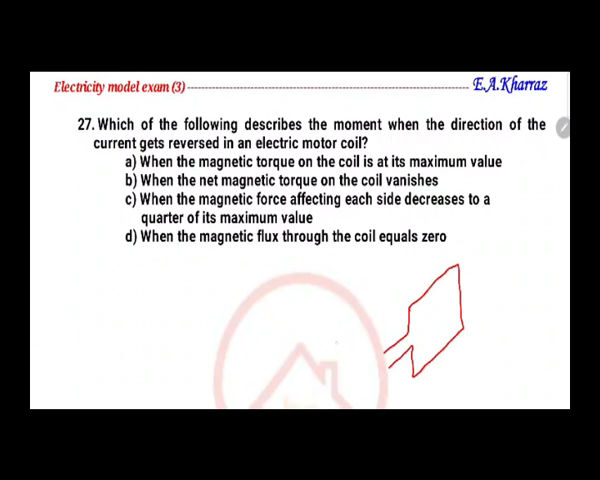 Electricity model exam (3)---------------------------------------------------------------------- E.A.Kharraz
27. Which of the following describes the moment when the direction of the
current gets reversed in an electric motor coil?
a) When the magnetic torque on the coil is at its maximum value
b) When the net magnetic torque on the coil vanishes
c) When the magnetic force affecting each side decreases to a
quarter of its maximum value
d) When the magnetic flux through the coil equals zero